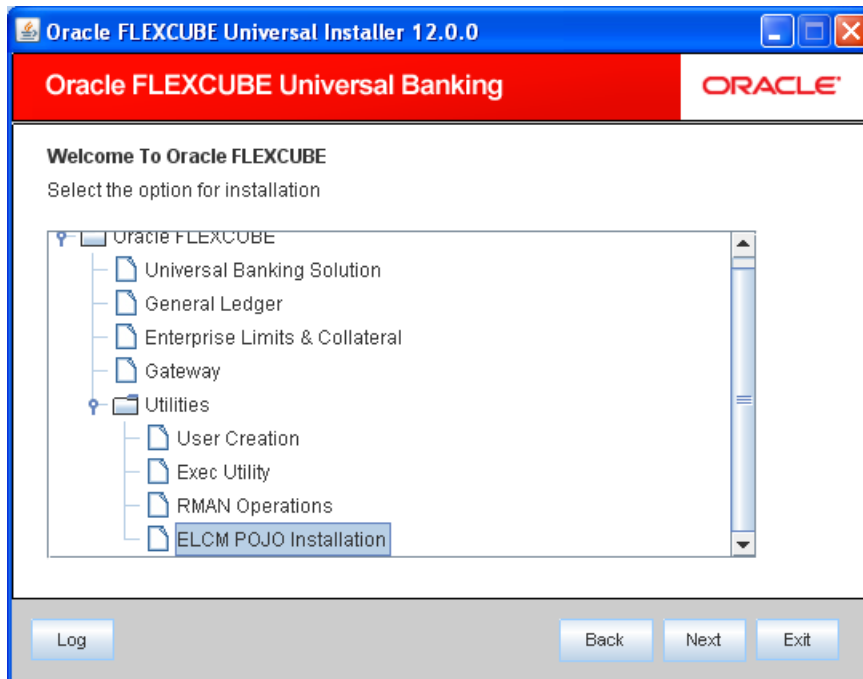 Oracle FLEXCUBE Universal Installer 12.0.0
Oracle FLEXCUBE Universal Banking
ORACLE
Welcome To Oracle FLEXCUBE
Select the option for installation
Oracle FLEXCUBE
Universal Banking Solution
General Ledger
Enterprise Limits & Collateral
Gateway
Utilities
User Creation
Exec Utility
RMAN Operations
ELCM POJO Installation
Log Back Next Exit